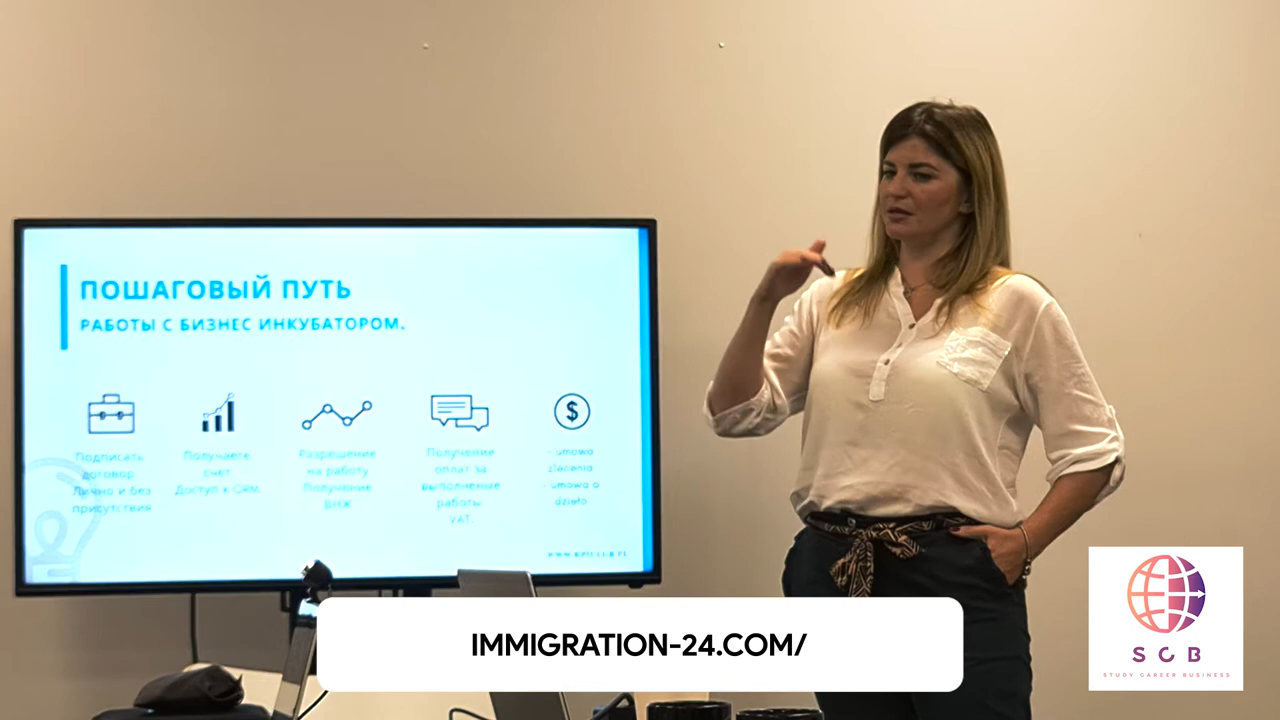 ПОШАГОВЫЙ ПУТЬ
РАБОТЫ С БИЗНЕС ИНКУБАТОРОМ.
Подписать
договор
Лично и без
присутствия
Получаете
счет.
Доступ к CRM.
Разрешение
на работу
Получение
ВНЖ
Получение
оплат за
выполненые
работы
VAT.
- umowa
zlecenia
- umowa o
dzieło
IMMIGRATION-24.COM/
SCB
STUDY CAREER BUSINESS